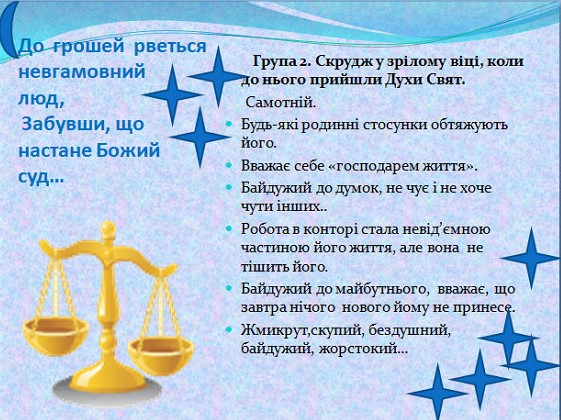 До грошей рветься
невгамовний
люд,
Забувши, що
настане Божий
суд...
Група 2. Скрудж у зрілому віці, коли
до нього прийшли Духи Свят.
Самотній.
Будь-які родинні стосунки обтяжують
його.
Вважає себе «господарем життя».
Байдужий до думок, не чує і не хоче
чути інших..
Робота в конторі стала невід’ємною
частиною його життя, але вона не
тішить його.
Байдужий до майбутнього, вважає, що
завтра нічого нового йому не принесе.
Жмикрут,скупий, бездушний,
байдужий, жорстокий...